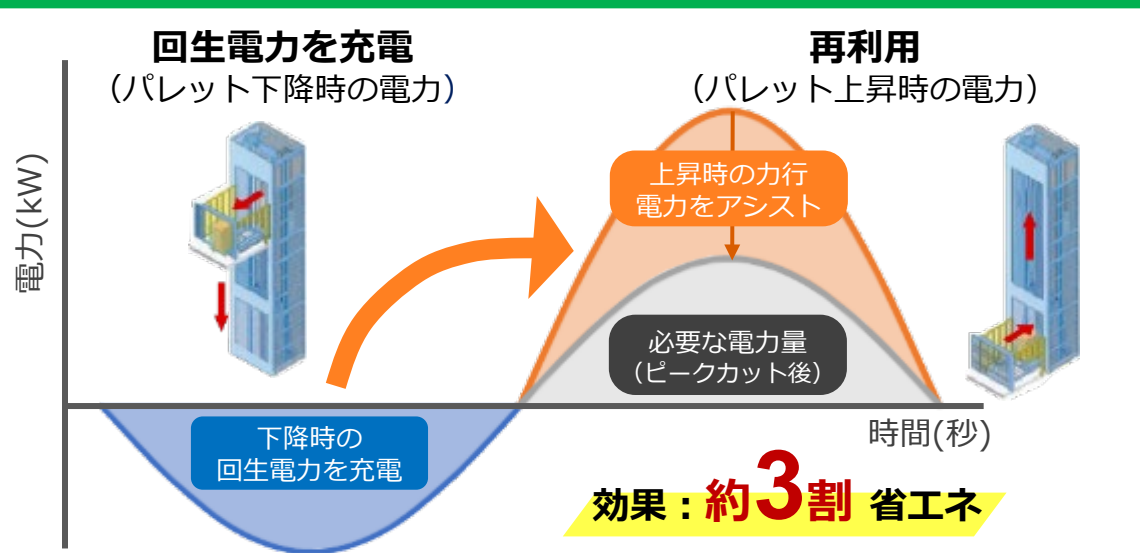 回生電力を充電
（パレット下降時の電力）
再利用
（パレット上昇時の電力）
電力(kW)
上昇時の力行
電力をアシスト
必要な電力量
（ピークカット後）
下降時の
回生電力を充電
時間(秒)
効果：約3割 省エネ